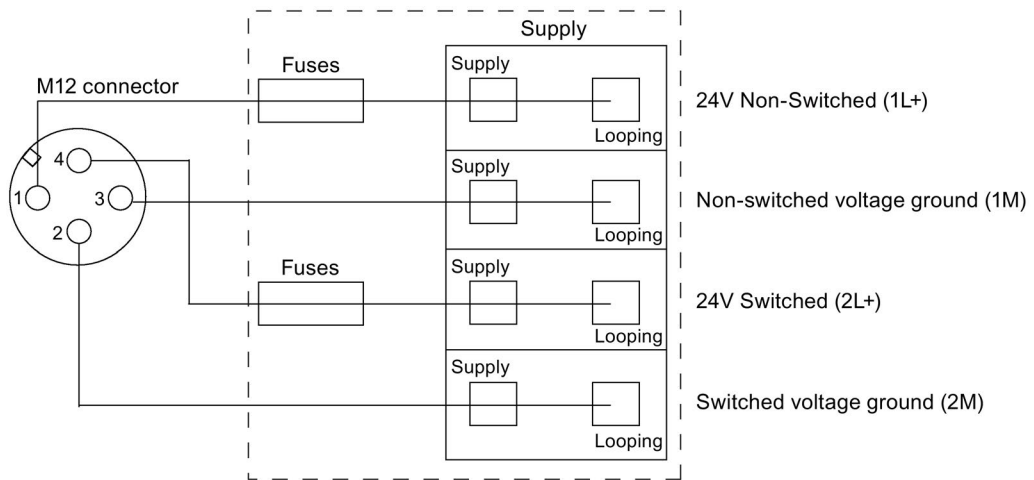 Supply
M12 connector
Fuses
Supply
Looping
24V Non-Switched (1L+)
4
1
3
2
Supply
Looping
Non-switched voltage ground (1M)
Fuses
Supply
Looping
24V Switched (2L+)
Supply
Looping
Switched voltage ground (2M)